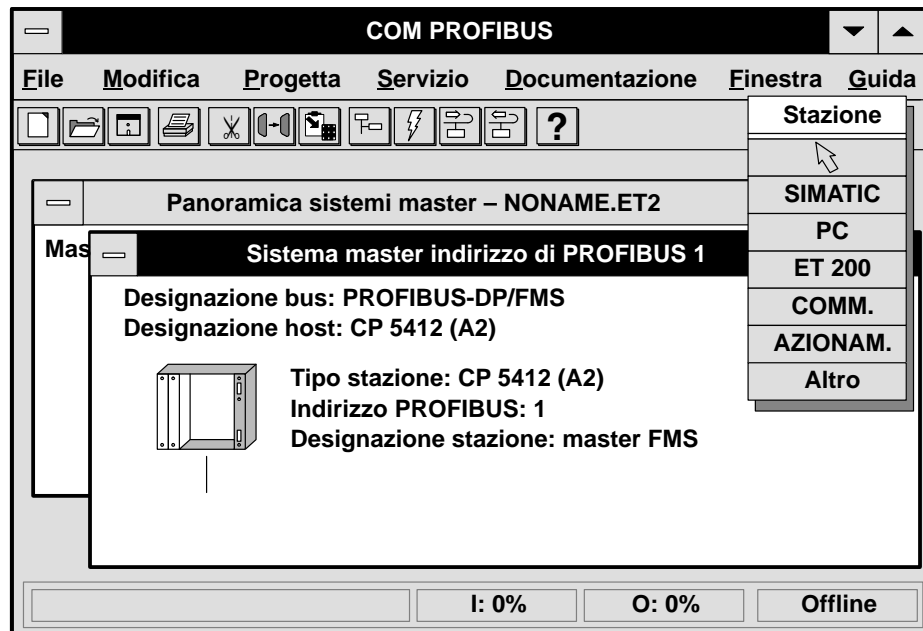 COM PROFIBUS
File Modifica Progetta Servizio Documentazione Finestra Guida
?
Stazione
SIMATIC
PC
ET 200
COMM.
AZIONAM.
Altro
Panoramica sistemi master – NONAME.ET2
Mas
Sistema master indirizzo di PROFIBUS 1
Designazione bus: PROFIBUS-DP/FMS
Designazione host: CP 5412 (A2)
Tipo stazione: CP 5412 (A2)
Indirizzo PROFIBUS: 1
Designazione stazione: master FMS
I: 0% O: 0% Offline